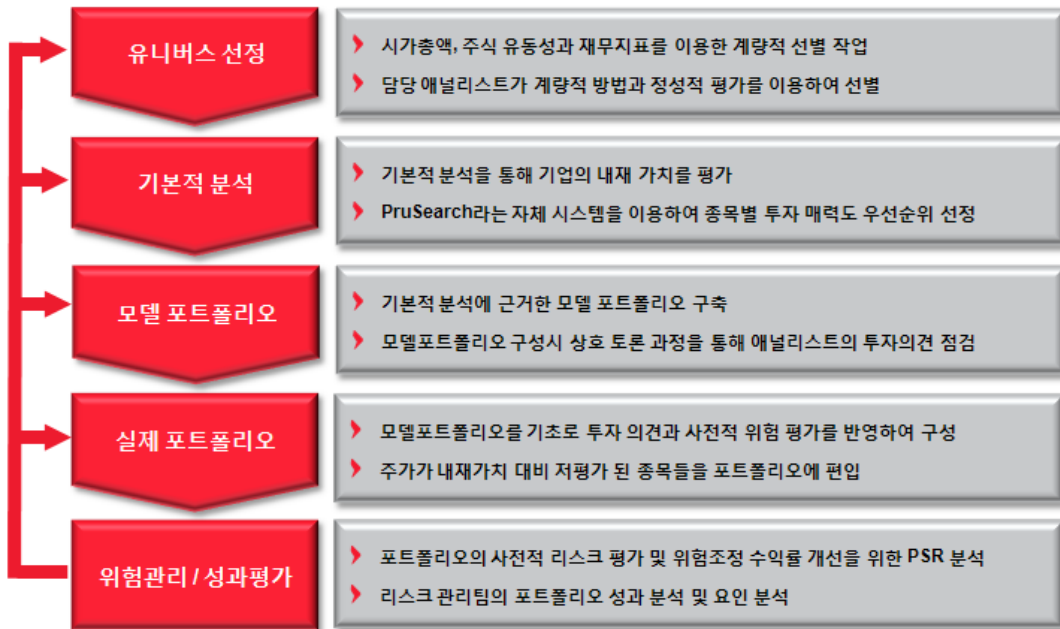 유니버스 선정
시가총액, 주식 유동성과 재무지표를 이용한 계량적 선별 작업
담당 애널리스트가 계량적 방법과 정성적 평가를 이용하여 선별
기본적 분석
기본적 분석을 통해 기업의 내재 가치를 평가
PruSearch라는 자체 시스템을 이용하여 종목별 투자 매력도 우선순위 선정
모델 포트폴리오
기본적 분석에 근거한 모델 포트폴리오 구축
모델포트폴리오 구성시 상호 토론 과정을 통해 애널리스트의 투자의견 점검
실제 포트폴리오
모델포트폴리오를 기초로 투자 의견과 사전적 위험 평가를 반영하여 구성
주가가 내재가치 대비 저평가 된 종목들을 포트폴리오에 편입
위험관리 / 성과평가
포트폴리오의 사전적 리스크 평가 및 위험조정 수익률 개선을 위한 PSR 분석
리스크 관리팀의 포트폴리오 성과 분석 및 요인 분석